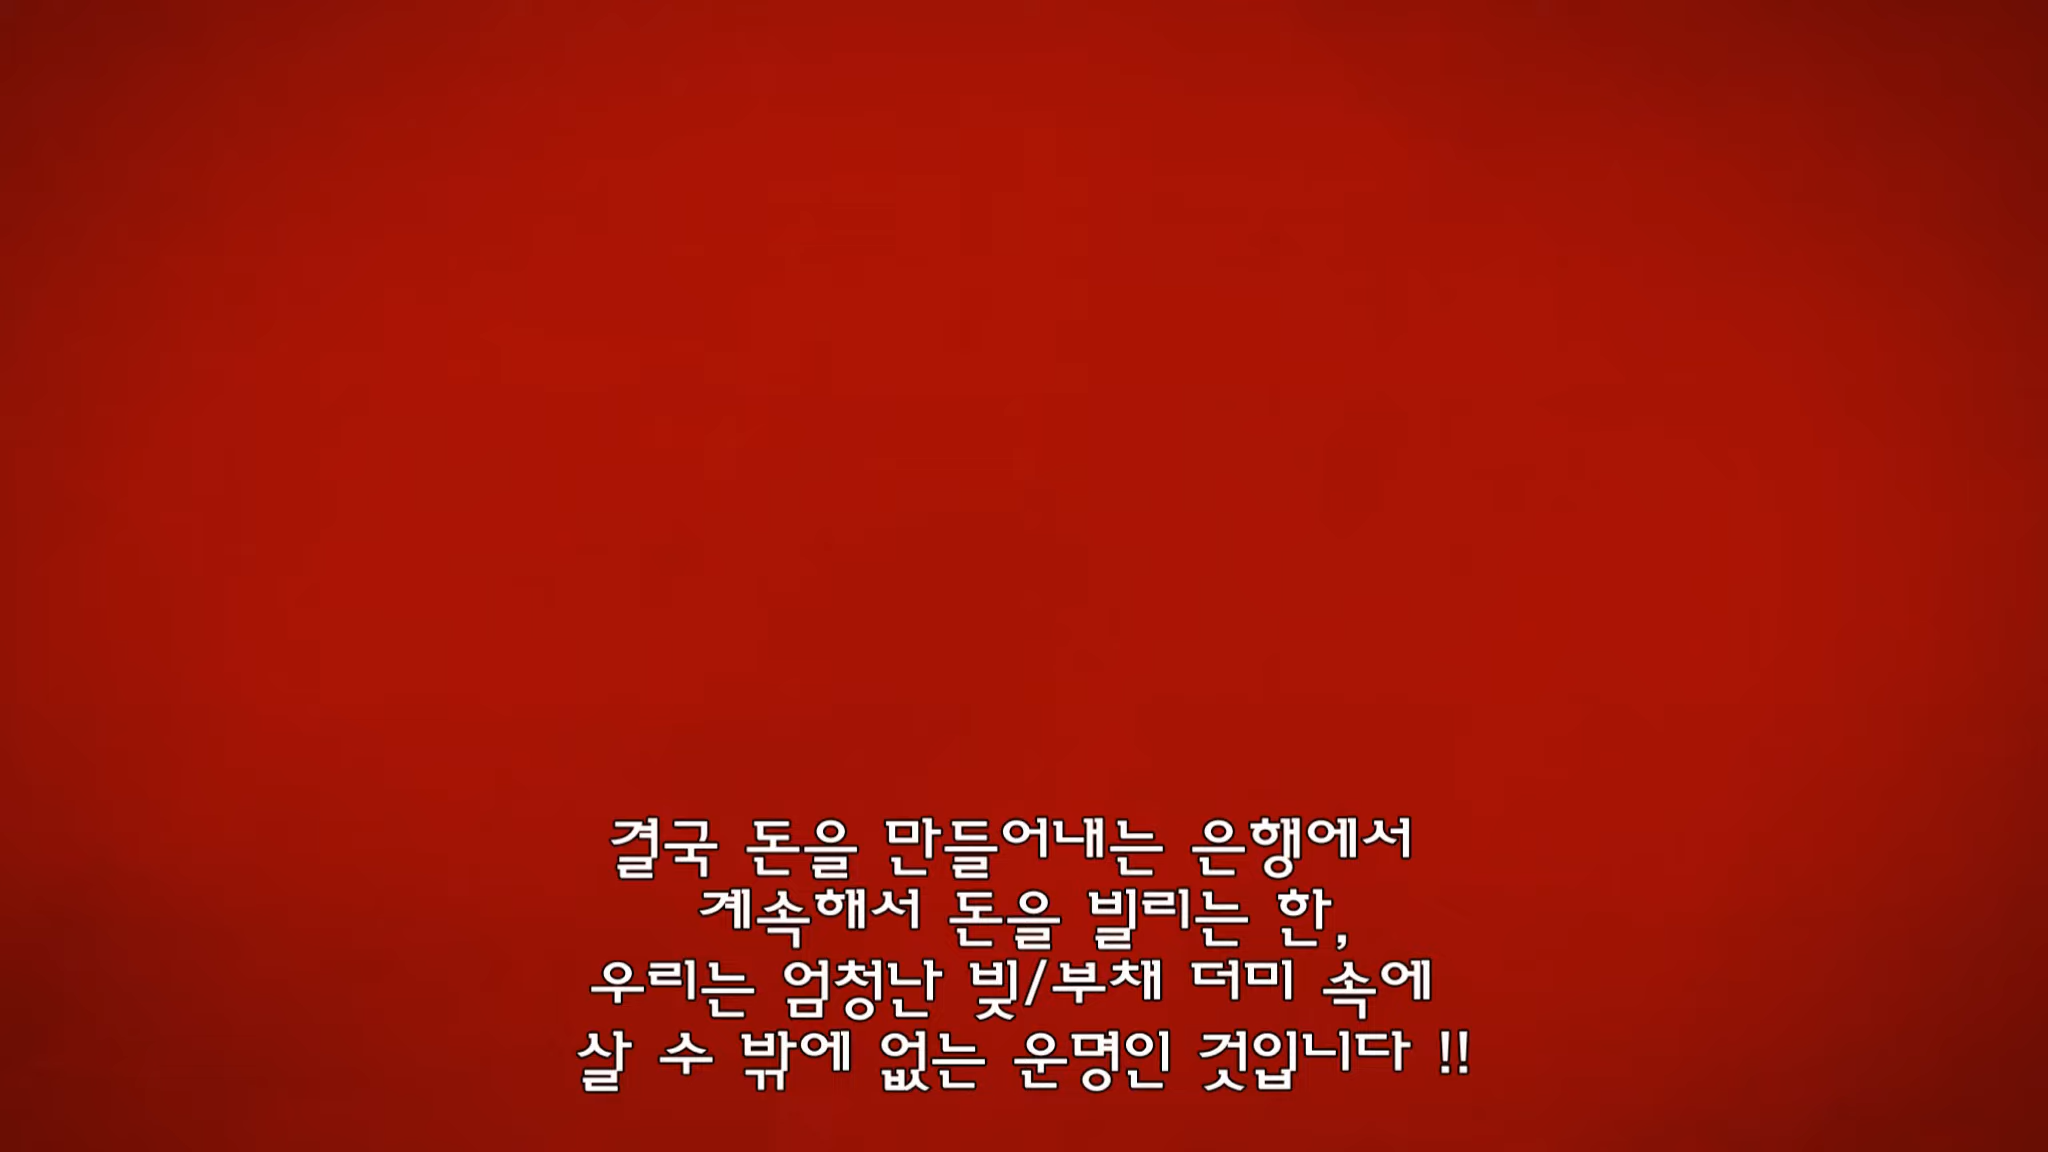 결국 돈을 만들어내는 은행에서
계속해서 돈을 빌리는 한,
우리는 엄청난 빚/부채 더미 속에
살 수 밖에 없는 운명인 것입니다 !!